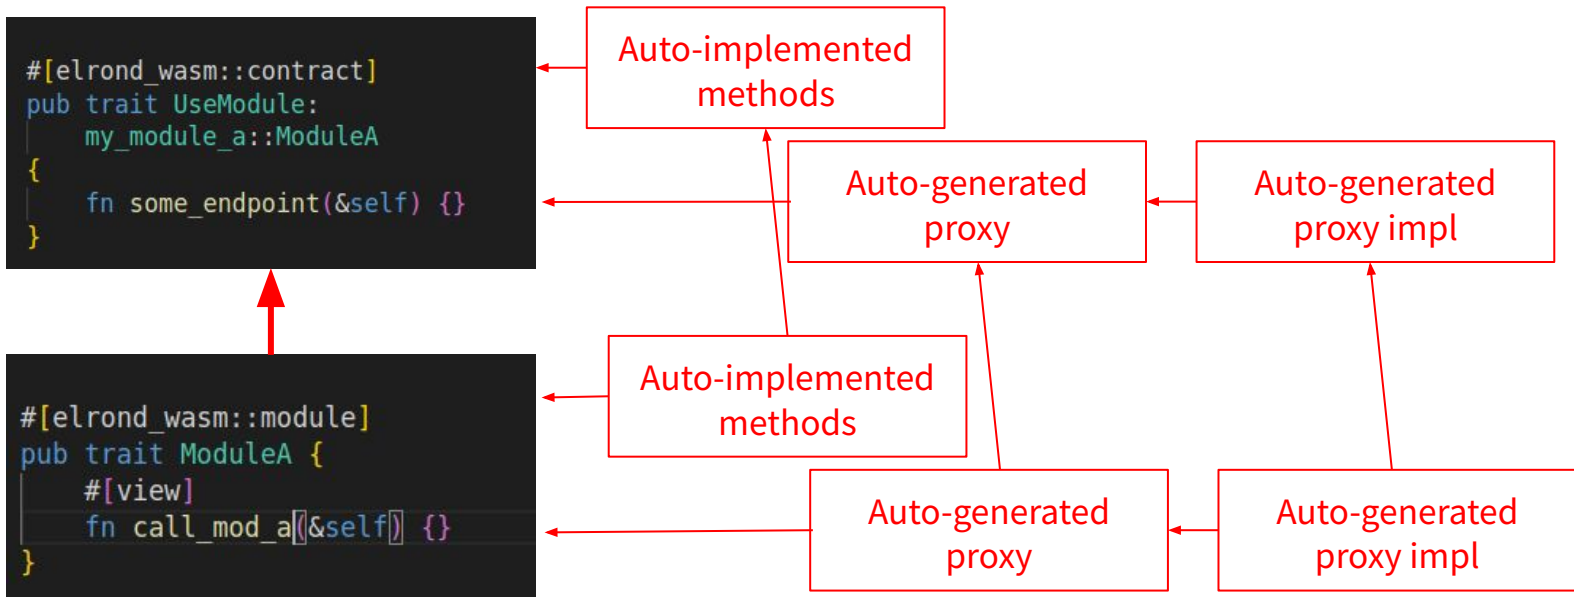 #[elrond_wasm::contract]
pub trait UseModule:
my_module_a::ModuleA
{
fn some_endpoint(&self) {}
}
Auto-implemented
methods
Auto-generated
proxy
Auto-generated
proxy impl
#[elrond_wasm::module]
pub trait ModuleA {
#[view]
fn call_mod_a(&self) {}
}
Auto-implemented
methods
Auto-generated
proxy
Auto-generated
proxy impl